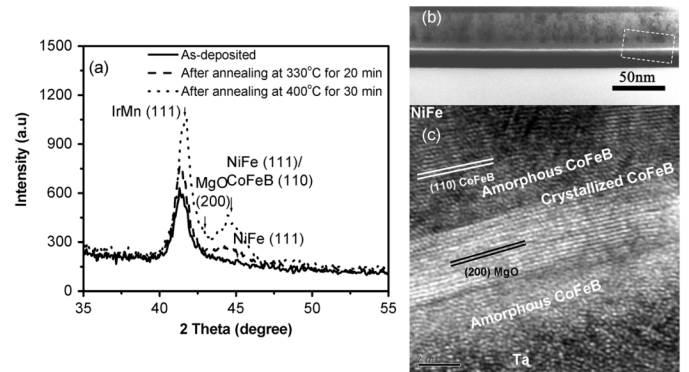 (a)
As-deposited
After annealing at 330°C for 20 min
After annealing at 400°C for 30 min
IrMn (111)
NiFe (111)/
CoFeB (110)
MgO
(200)
NiFe (111)
Intensity (a.u)
1500
1200
900
600
300
0
35
40
45
50
55
2 Theta (degree)
(b)
50nm
NiFe
(c)
(110) CoFeB
Amorphous CoFeB
Crystallized CoFeB
(200) MgO
Amorphous CoFeB
Ta